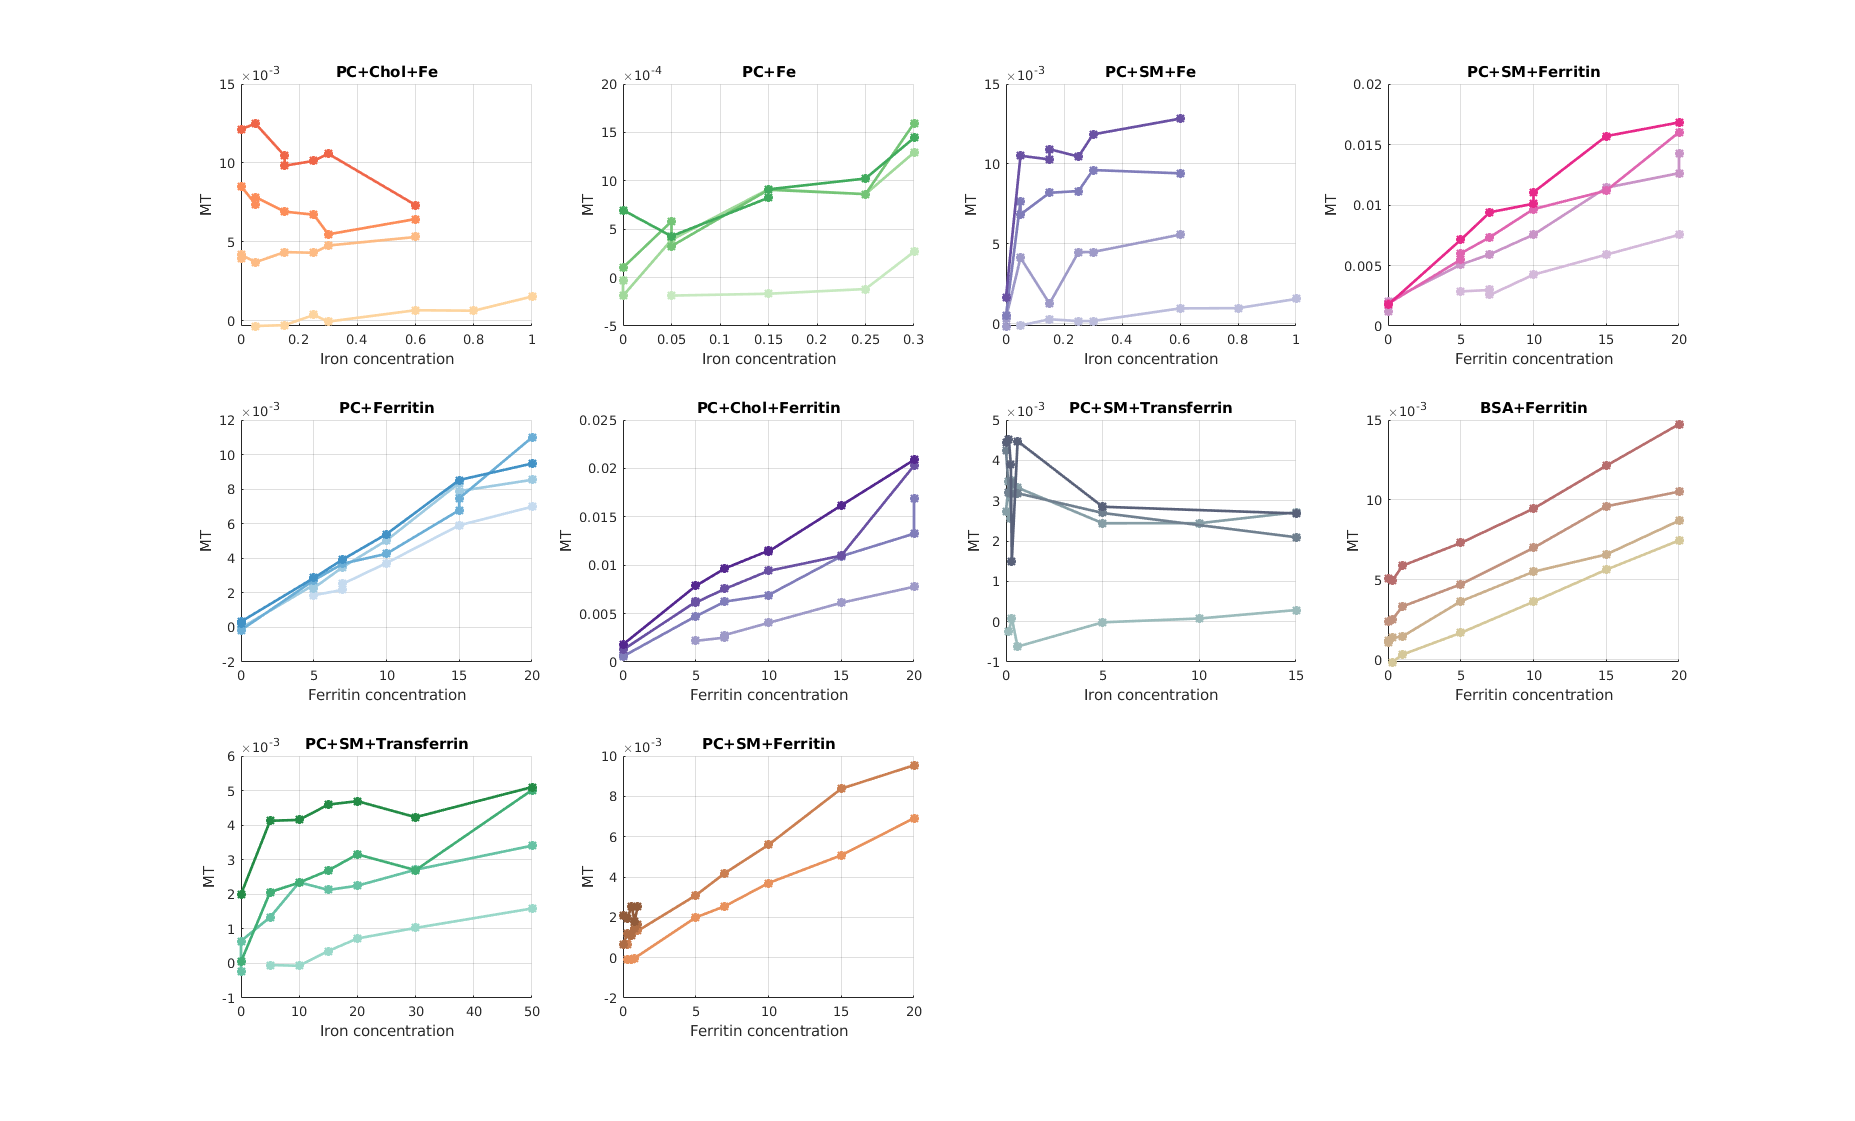 PC+Chol+Fe
×10-3
15
10
5
0
MT
0 0.2 0.4 0.6 0.8 1
Iron concentration
PC+Fe
×10-4
20
15
10
5
0
-5
MT
0 0.05 0.1 0.15 0.2 0.25 0.3
Iron concentration
PC+SM+Fe
×10-3
15
10
5
0
MT
0 0.2 0.4 0.6 0.8 1
Iron concentration
PC+SM+Ferritin
0.02
0.015
0.01
0.005
0
MT
0 5 10 15 20
Ferritin concentration
PC+Ferritin
×10-3
12
10
8
6
4
2
0
-2
MT
0 5 10 15 20
Ferritin concentration
PC+Chol+Ferritin
0.025
0.02
0.015
0.01
0.005
0
MT
0 5 10 15 20
Ferritin concentration
PC+SM+Transferrin
×10-3
5
4
3
2
1
0
-1
MT
0 5 10 15
Iron concentration
BSA+Ferritin
×10-3
15
10
5
0
MT
0 5 10 15 20
Ferritin concentration
PC+SM+Transferrin
×10-3
6
5
4
3
2
1
0
-1
MT
0 10 20 30 40 50
Iron concentration
PC+SM+Ferritin
×10-3
10
8
6
4
2
0
-2
MT
0 5 10 15 20
Ferritin concentration